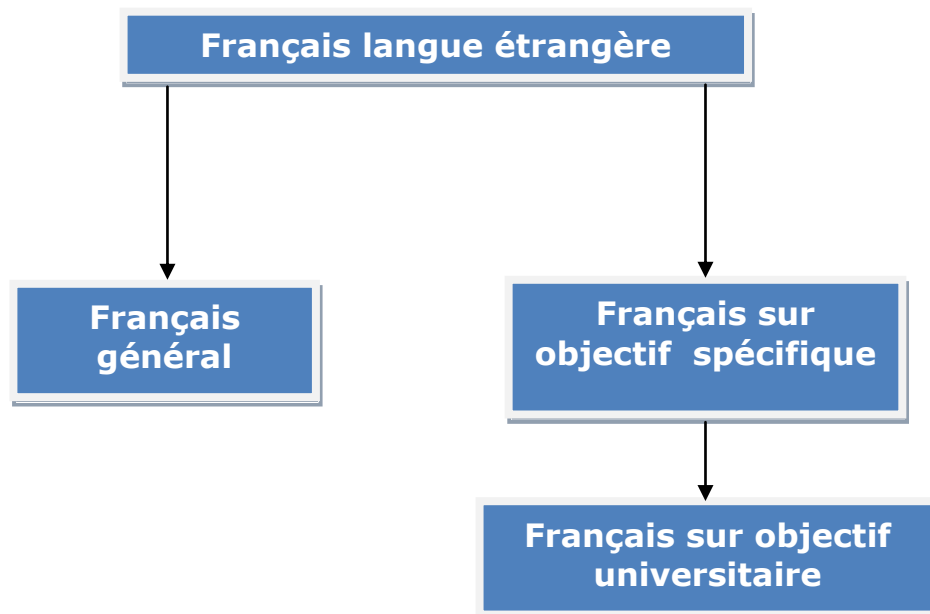 Français langue étrangère
Français
général
Français sur
objectif spécifique
Français sur objectif
universitaire